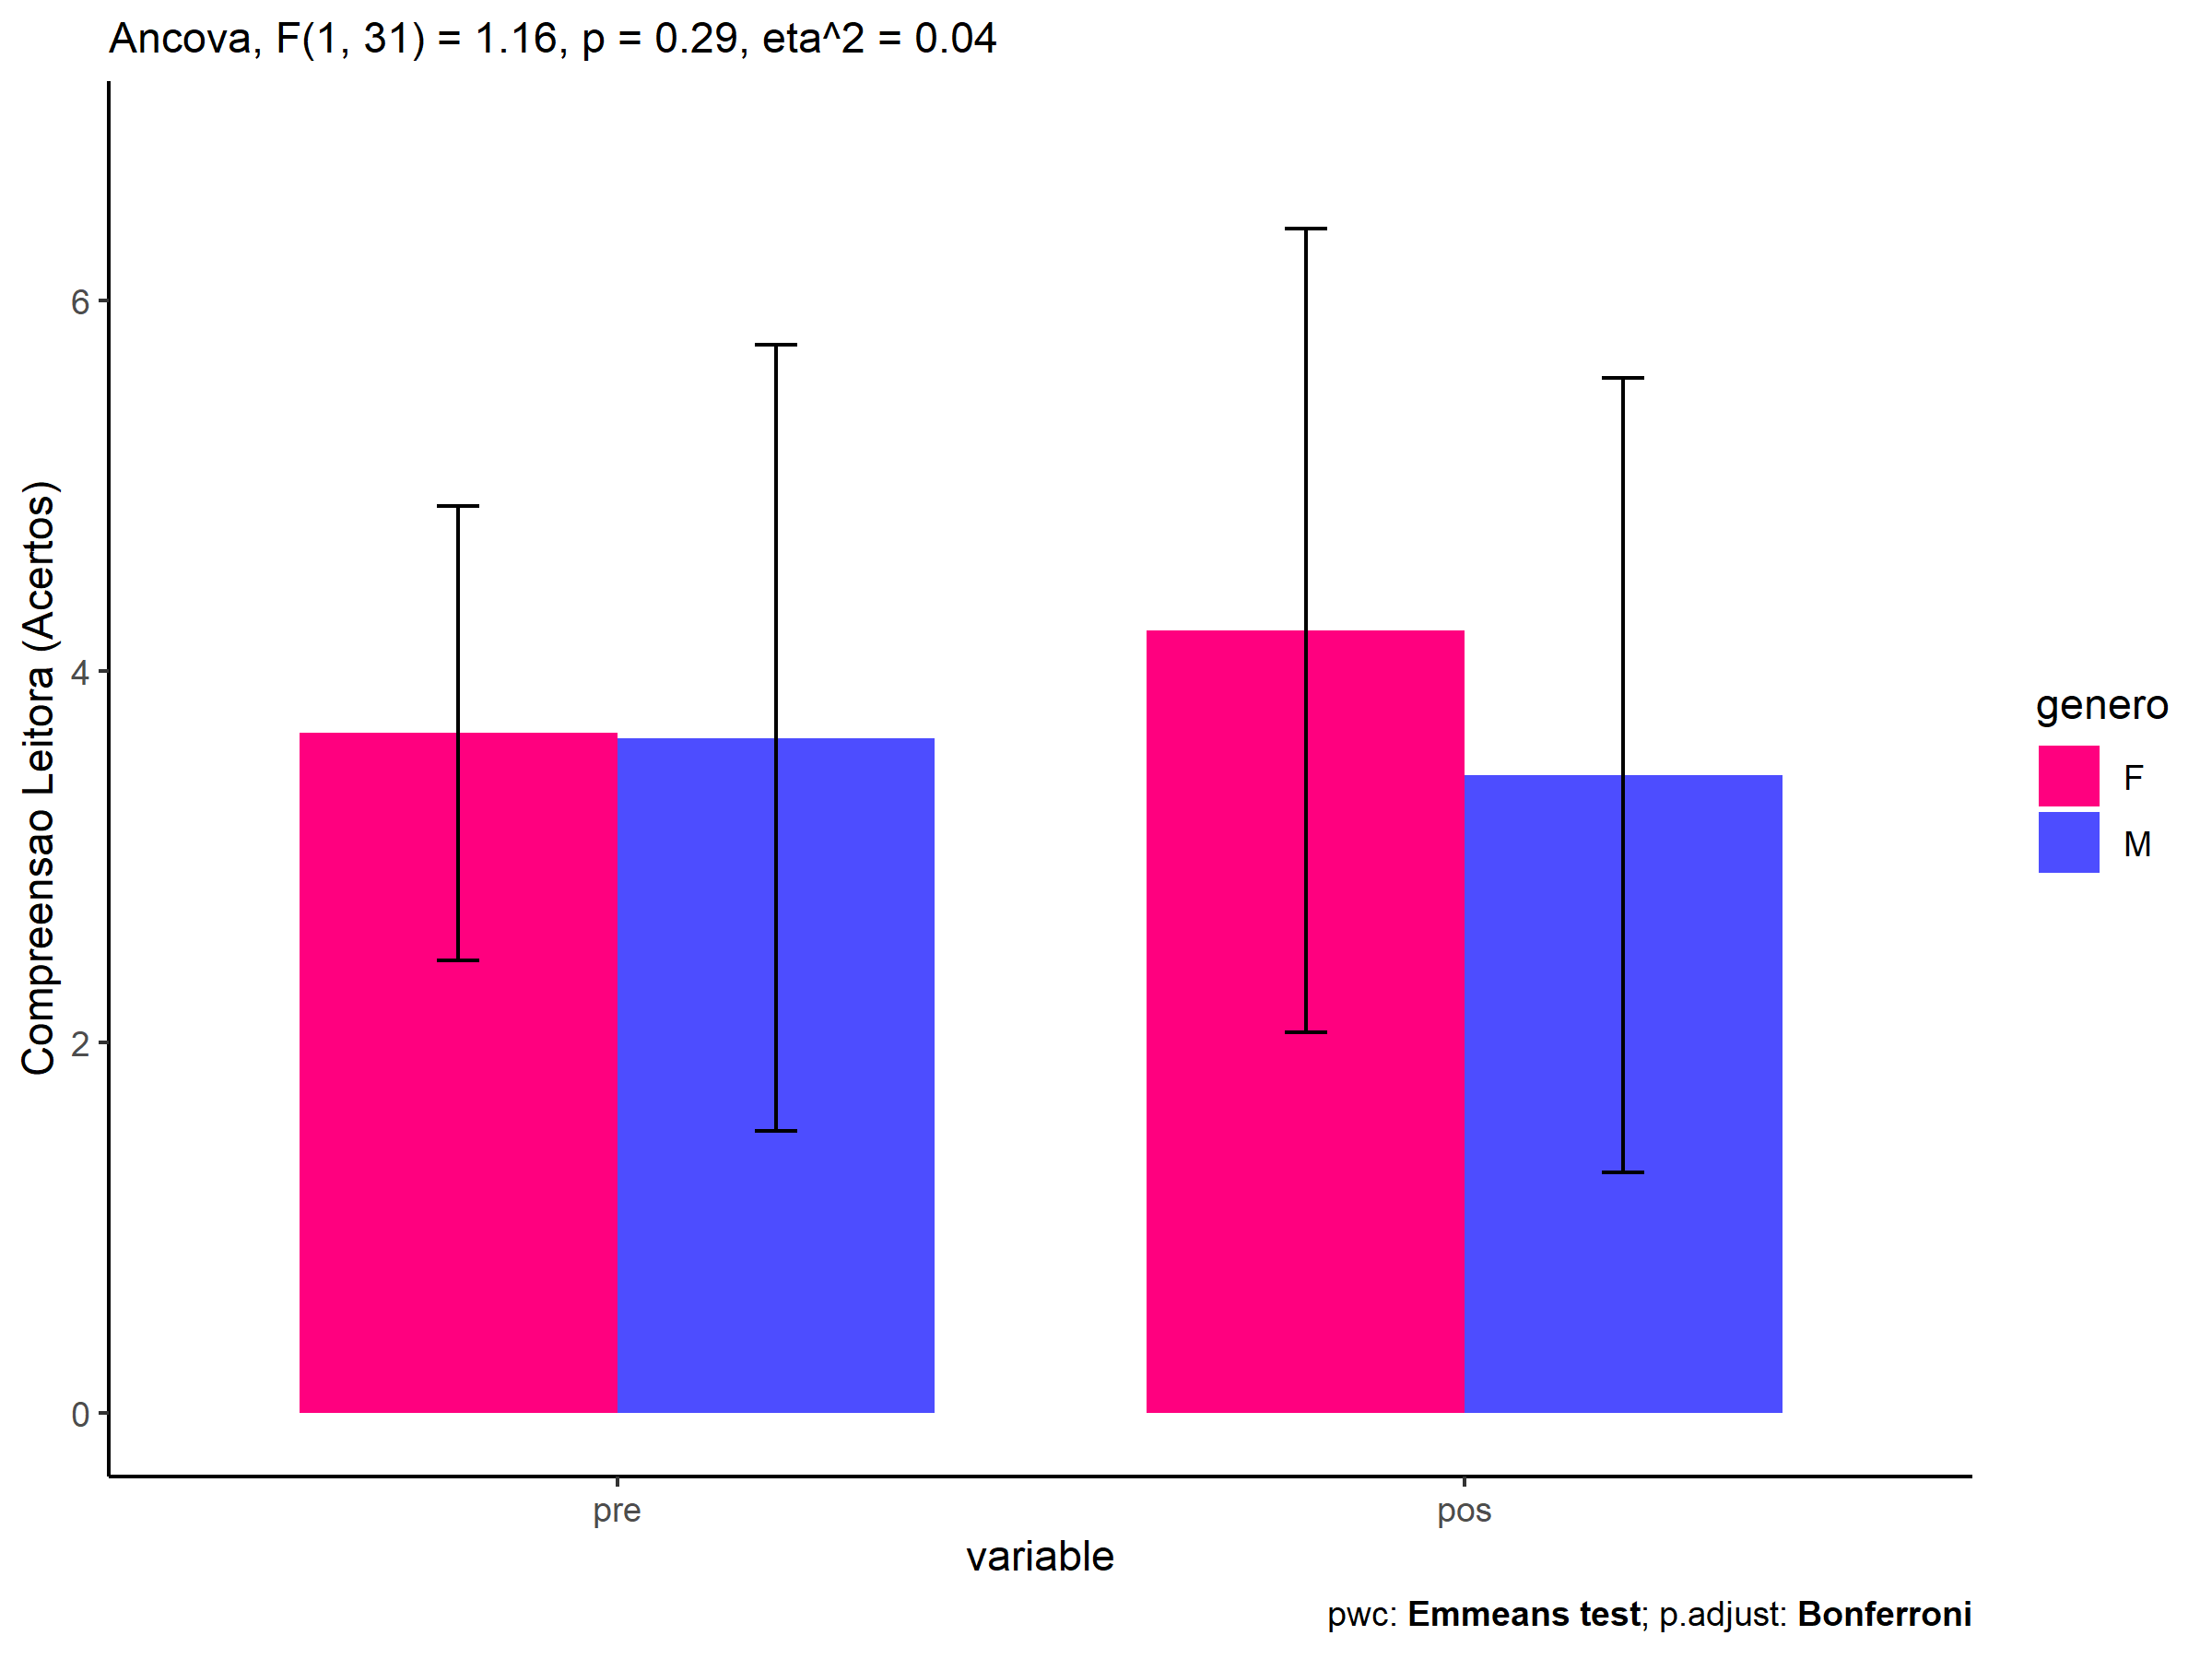 Ancova, F(1, 31) = 1.16, p = 0.29, eta^2 = 0.04
Compreensao Leitora (Acertos)
6
4
2
0
pre
pos
variable
genero
F
M
pwc: Emmeans test; p.adjust: Bonferroni